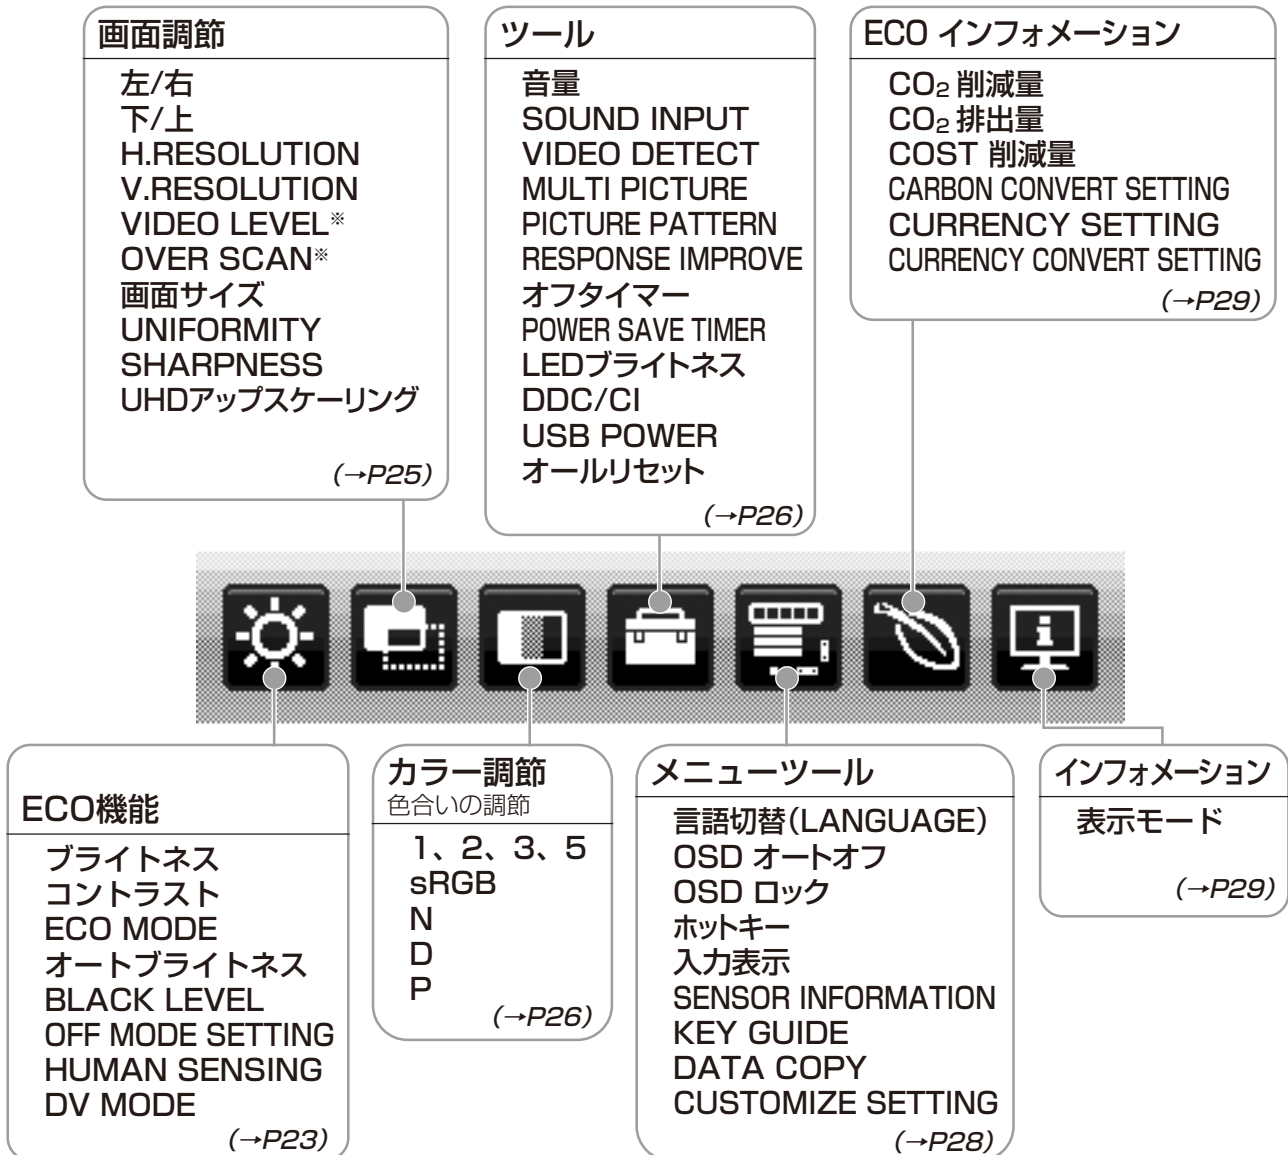 画面調節
左/右
下/上
H.RESOLUTION
V.RESOLUTION
VIDEO LEVEL※
OVER SCAN※
画面サイズ
UNIFORMITY
SHARPNESS
UHDアップスケーリング
(→P25)
ツール
音量
SOUND INPUT
VIDEO DETECT
MULTI PICTURE
PICTURE PATTERN
RESPONSE IMPROVE
オフタイマー
POWER SAVE TIMER
LEDブライトネス
DDC/CI
USB POWER
オールリセット
(→P26)
ECO インフォメーション
CO₂ 削減量
CO₂ 排出量
COST 削減量
CARBON CONVERT SETTING
CURRENCY SETTING
CURRENCY CONVERT SETTING
(→P29)
ECO機能
ブライトネス
コントラスト
ECO MODE
オートブライトネス
BLACK LEVEL
OFF MODE SETTING
HUMAN SENSING
DV MODE
(→P23)
カラー調節
色合いの調節
1、2、3、5
sRGB
N
D
P
(→P26)
メニューツール
言語切替(LANGUAGE)
OSD オートオフ
OSD ロック
ホットキー
入力表示
SENSOR INFORMATION
KEY GUIDE
DATA COPY
CUSTOMIZE SETTING
(→P28)
インフォメーション
表示モード
(→P29)